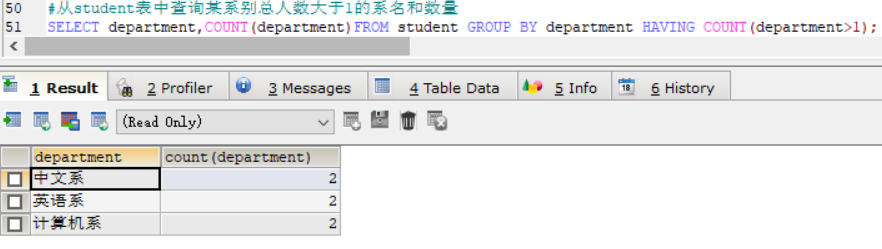 50 #从student表中查询某系别总人数大于1的系名和数量
51 SELECT department,COUNT(department)FROM student GROUP BY department HAVING COUNT(department>1);
1 Result 2 Profiler 3 Messages 4 Table Data 5 Info 18 6 History
(Read Only)
department count(department)
中文系 2
英语系 2
计算机系 2